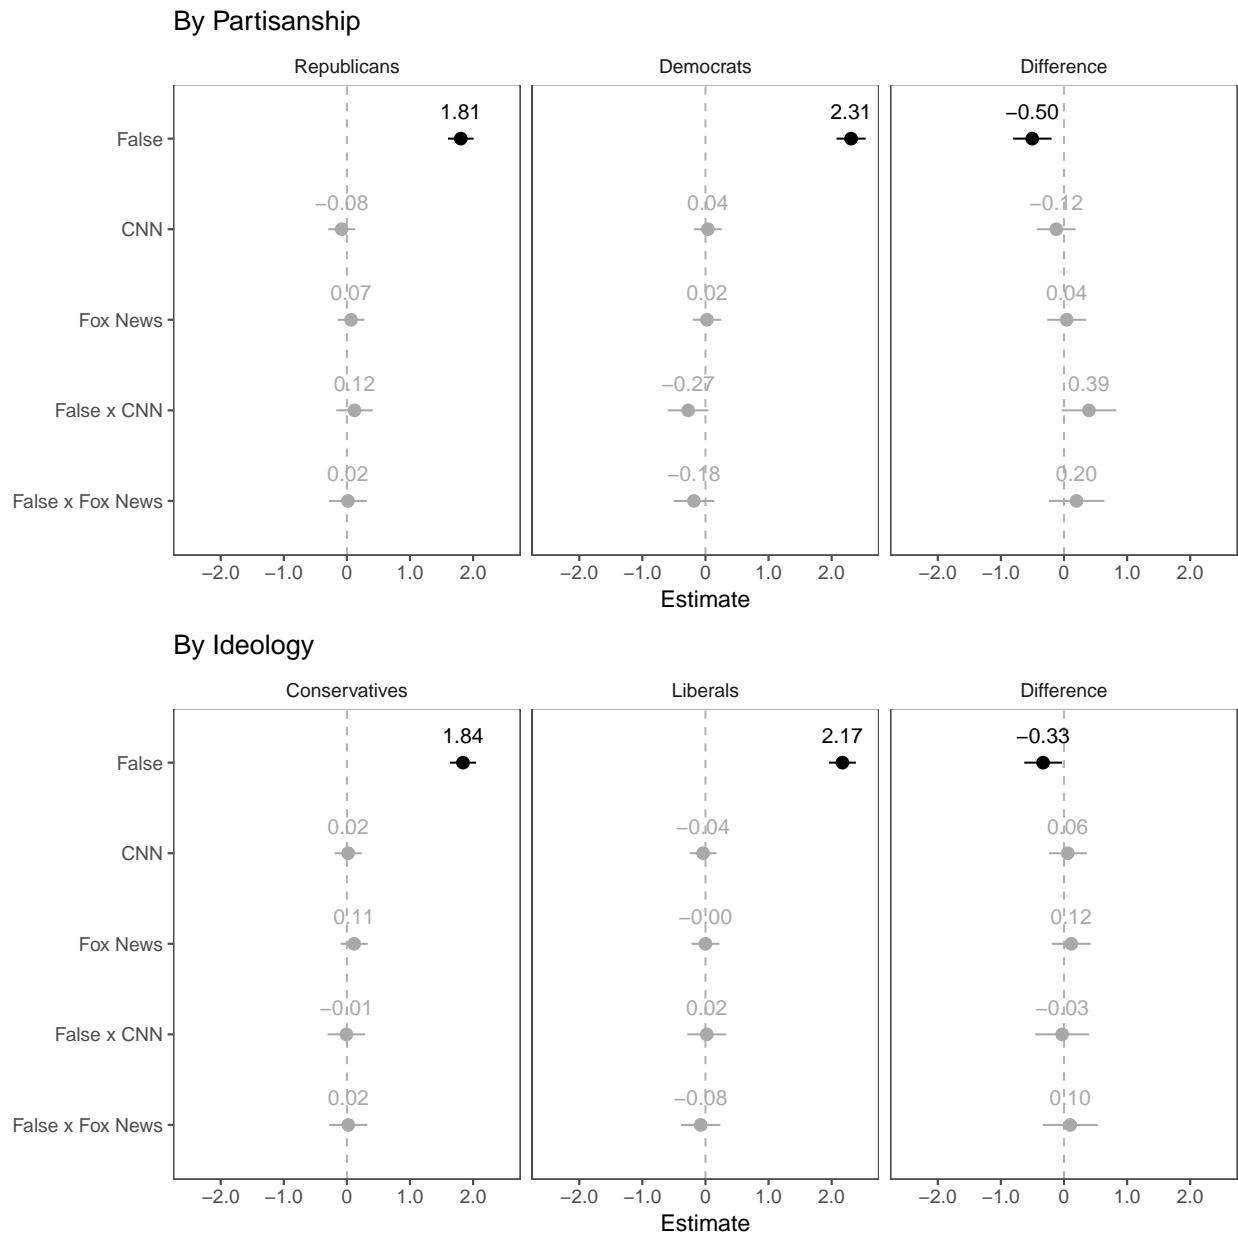 By Partisanship
Republicans Democrats Difference
1.81 2.31 −0.50
False
−0.08 0.04 −0.12
CNN
0.07 0.02 0.04
Fox News
0.12 −0.27 0.39
False x CNN
0.02 −0.18 0.20
False x Fox News
−2.0 −1.0 0 1.0 2.0 −2.0 −1.0 0 1.0 2.0 −2.0 −1.0 0 1.0 2.0
Estimate
By Ideology
Conservatives Liberals Difference
1.84 2.17 −0.33
False
0.02 −0.04 0.06
CNN
0.11 −0.00 0.12
Fox News
−0.01 0.02 −0.03
False x CNN
0.02 −0.08 0.10
False x Fox News
−2.0 −1.0 0 1.0 2.0 −2.0 −1.0 0 1.0 2.0 −2.0 −1.0 0 1.0 2.0
Estimate